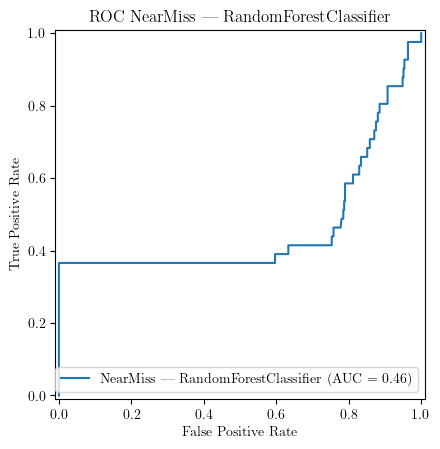 ROC NearMiss — RandomForestClassifier
True Positive Rate
1.0
0.8
0.6
0.4
0.2
0.0
NearMiss — RandomForestClassifier (AUC = 0.46)
0.0 0.2 0.4 0.6 0.8 1.0
False Positive Rate